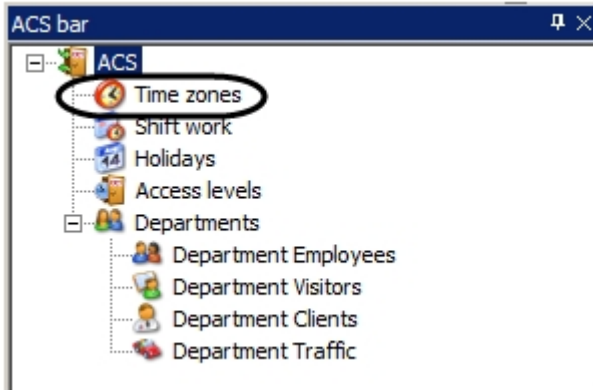 ACS bar
ACS
Time zones
Shift work
Holidays
Access levels
Departments
Department Employees
Department Visitors
Department Clients
Department Traffic